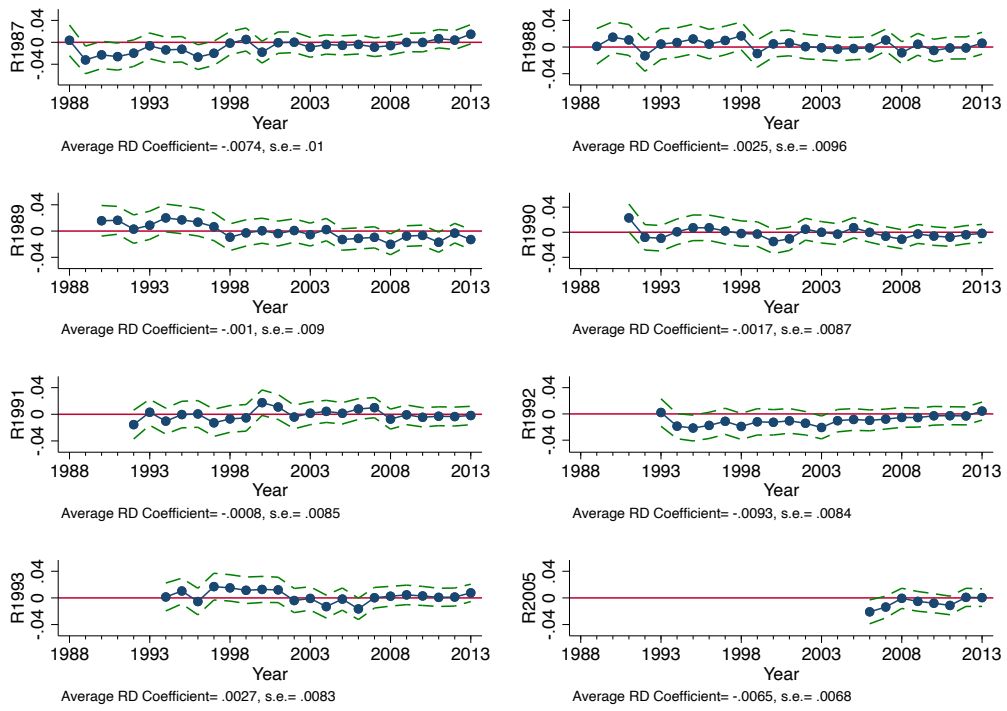 R1987
.04
0
-.04
1988 1993 1998 2003 2008 2013
Year
Average RD Coefficient= -.0074, s.e.= .01
R1988
.04
0
-.04
1988 1993 1998 2003 2008 2013
Year
Average RD Coefficient= .0025, s.e.= .0096
R1989
.04
0
-.04
1988 1993 1998 2003 2008 2013
Year
Average RD Coefficient= -.001, s.e.= .009
R1990
.04
0
-.04
1988 1993 1998 2003 2008 2013
Year
Average RD Coefficient= -.0017, s.e.= .0087
R1991
.04
0
-.04
1988 1993 1998 2003 2008 2013
Year
Average RD Coefficient= -.0008, s.e.= .0085
R1992
.04
0
-.04
1988 1993 1998 2003 2008 2013
Year
Average RD Coefficient= -.0093, s.e.= .0084
R1993
.04
0
-.04
1988 1993 1998 2003 2008 2013
Year
Average RD Coefficient= .0027, s.e.= .0083
R2005
.04
0
-.04
1988 1993 1998 2003 2008 2013
Year
Average RD Coefficient= -.0065, s.e.= .0068